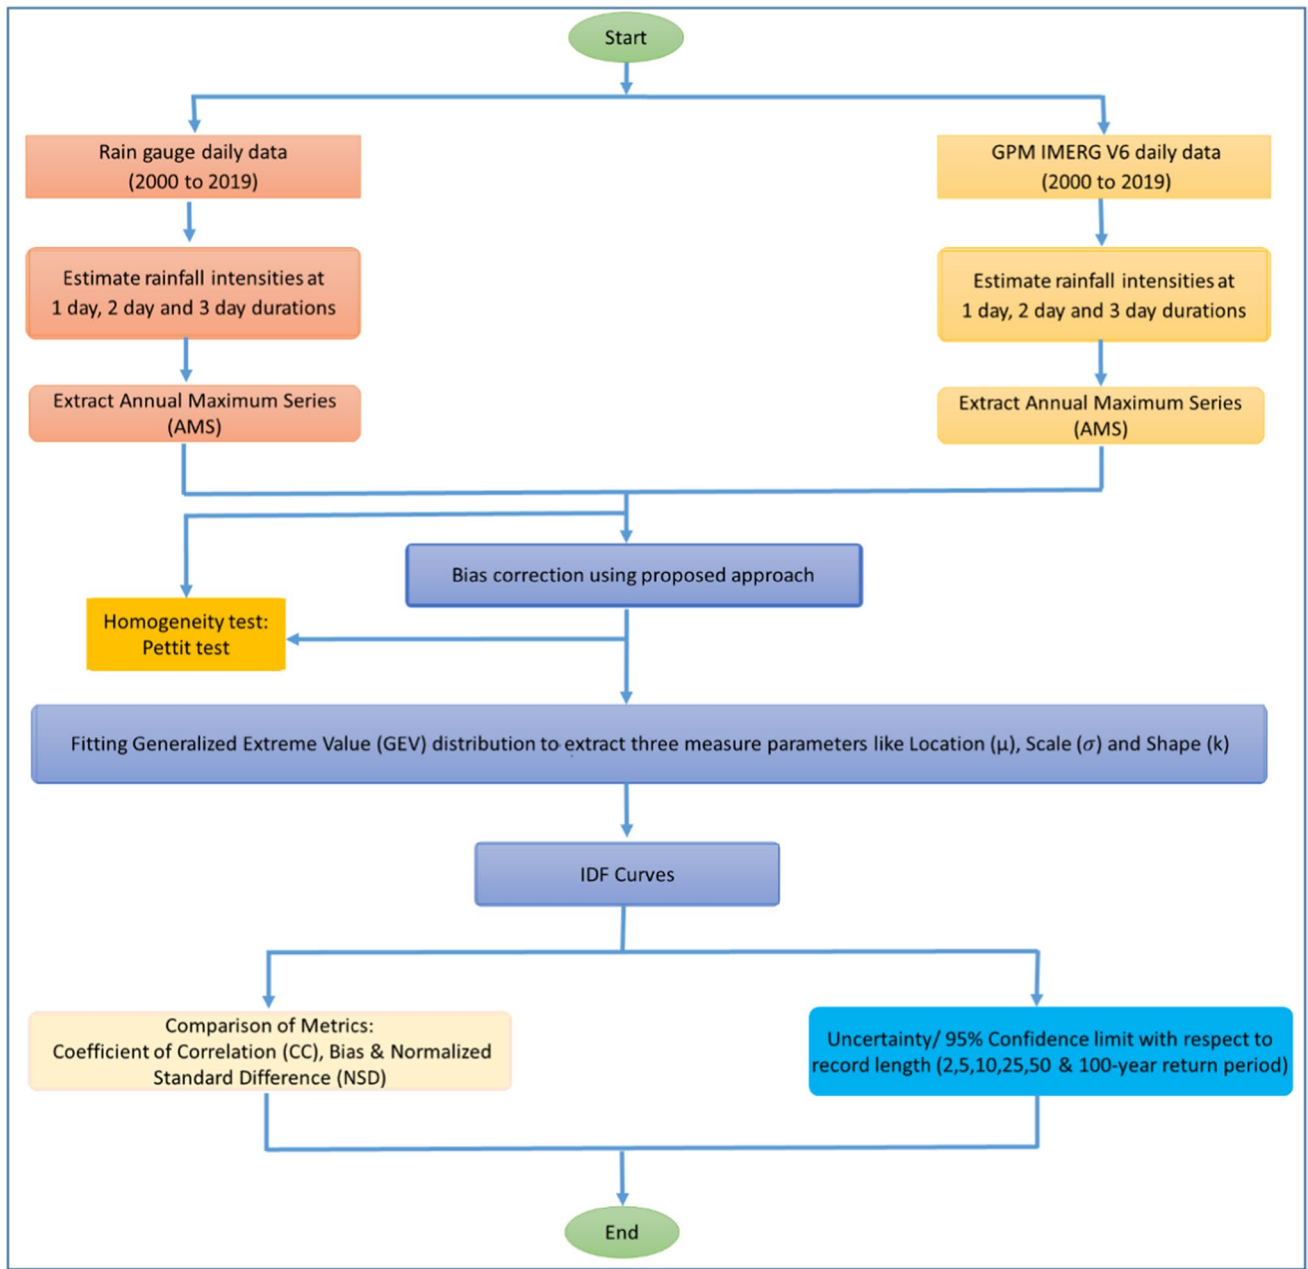 Start
Rain gauge daily data
(2000 to 2019)
GPM IMERG V6 daily data
(2000 to 2019)
Estimate rainfall intensities at
1 day, 2 day and 3 day durations
Estimate rainfall intensities at
1 day, 2 day and 3 day durations
Extract Annual Maximum Series
(AMS)
Extract Annual Maximum Series
(AMS)
Bias correction using proposed approach
Homogeneity test:
Pettit test
Fitting Generalized Extreme Value (GEV) distribution to extract three measure parameters like Location (μ), Scale (σ) and Shape (k)
IDF Curves
Comparison of Metrics:
Coefficient of Correlation (CC), Bias & Normalized
Standard Difference (NSD)
Uncertainty/ 95% Confidence limit with respect to
record length (2,5,10,25,50 & 100-year return period)
End